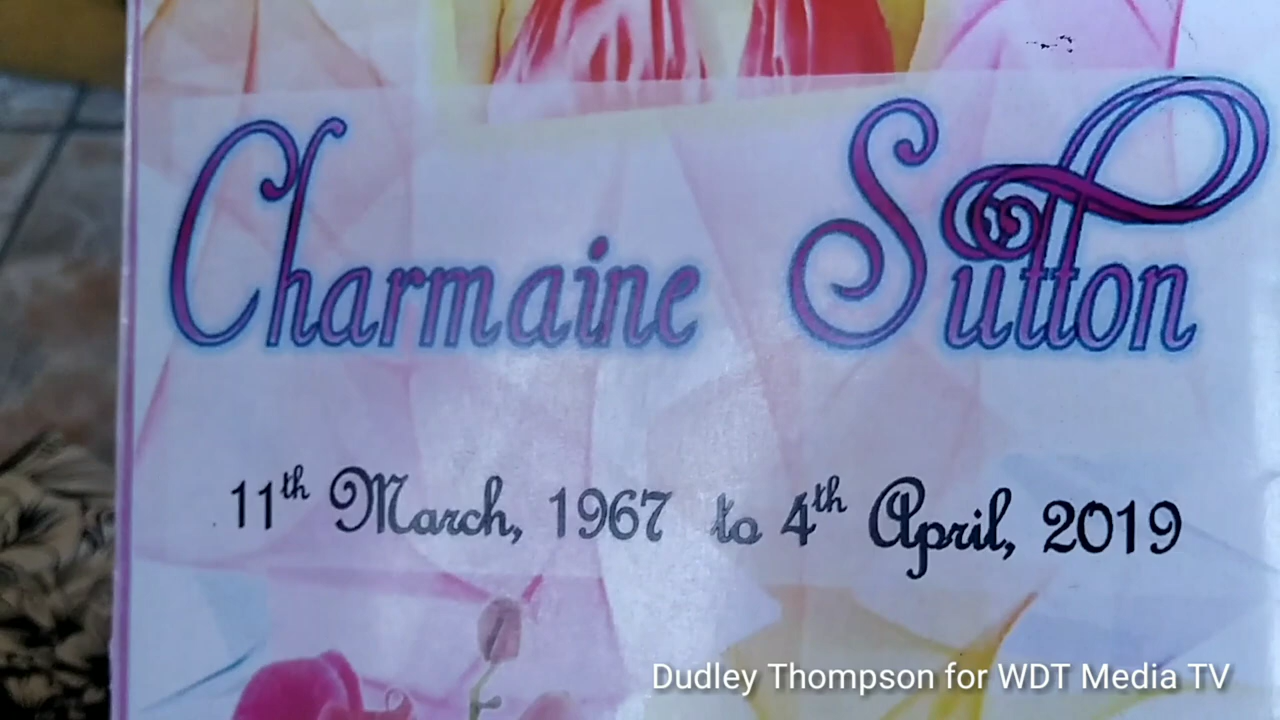 Charmaine Sutton
11th March, 1967 to 4th April, 2019
Dudley Thompson for WDT Media TV